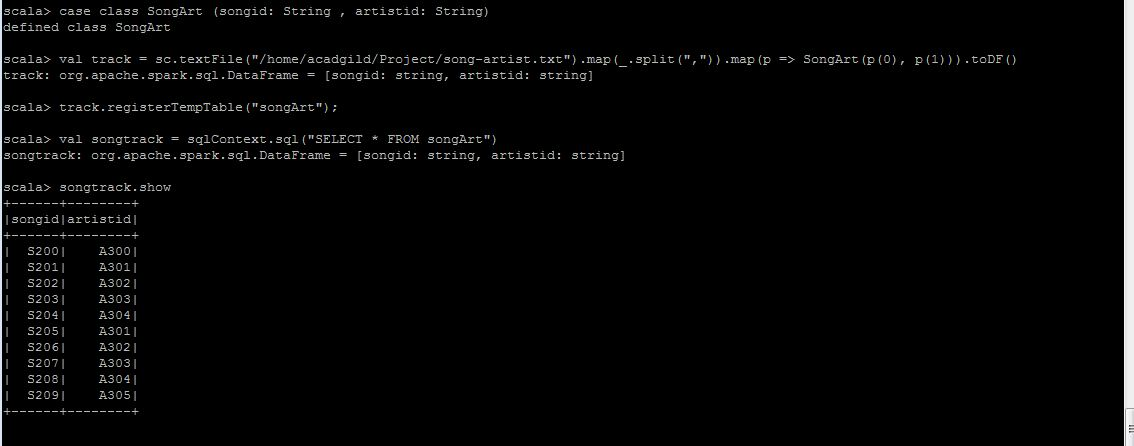 scala> case class SongArt (songid: String , artistid: String)
defined class SongArt
scala> val track = sc.textFile("/home/acadgild/Project/song-artist.txt").map(_.split(",")).map(p => SongArt(p(0), p(1))).toDF()
track: org.apache.spark.sql.DataFrame = [songid: string, artistid: string]
scala> track.registerTempTable("songArt");
scala> val songtrack = sqlContext.sql("SELECT * FROM songArt")
songtrack: org.apache.spark.sql.DataFrame = [songid: string, artistid: string]
scala> songtrack.show
+------+--------+
|songid|artistid|
+------+--------+
|  S200|    A300|
|  S201|    A301|
|  S202|    A302|
|  S203|    A303|
|  S204|    A304|
|  S205|    A301|
|  S206|    A302|
|  S207|    A303|
|  S208|    A304|
|  S209|    A305|
+------+--------+